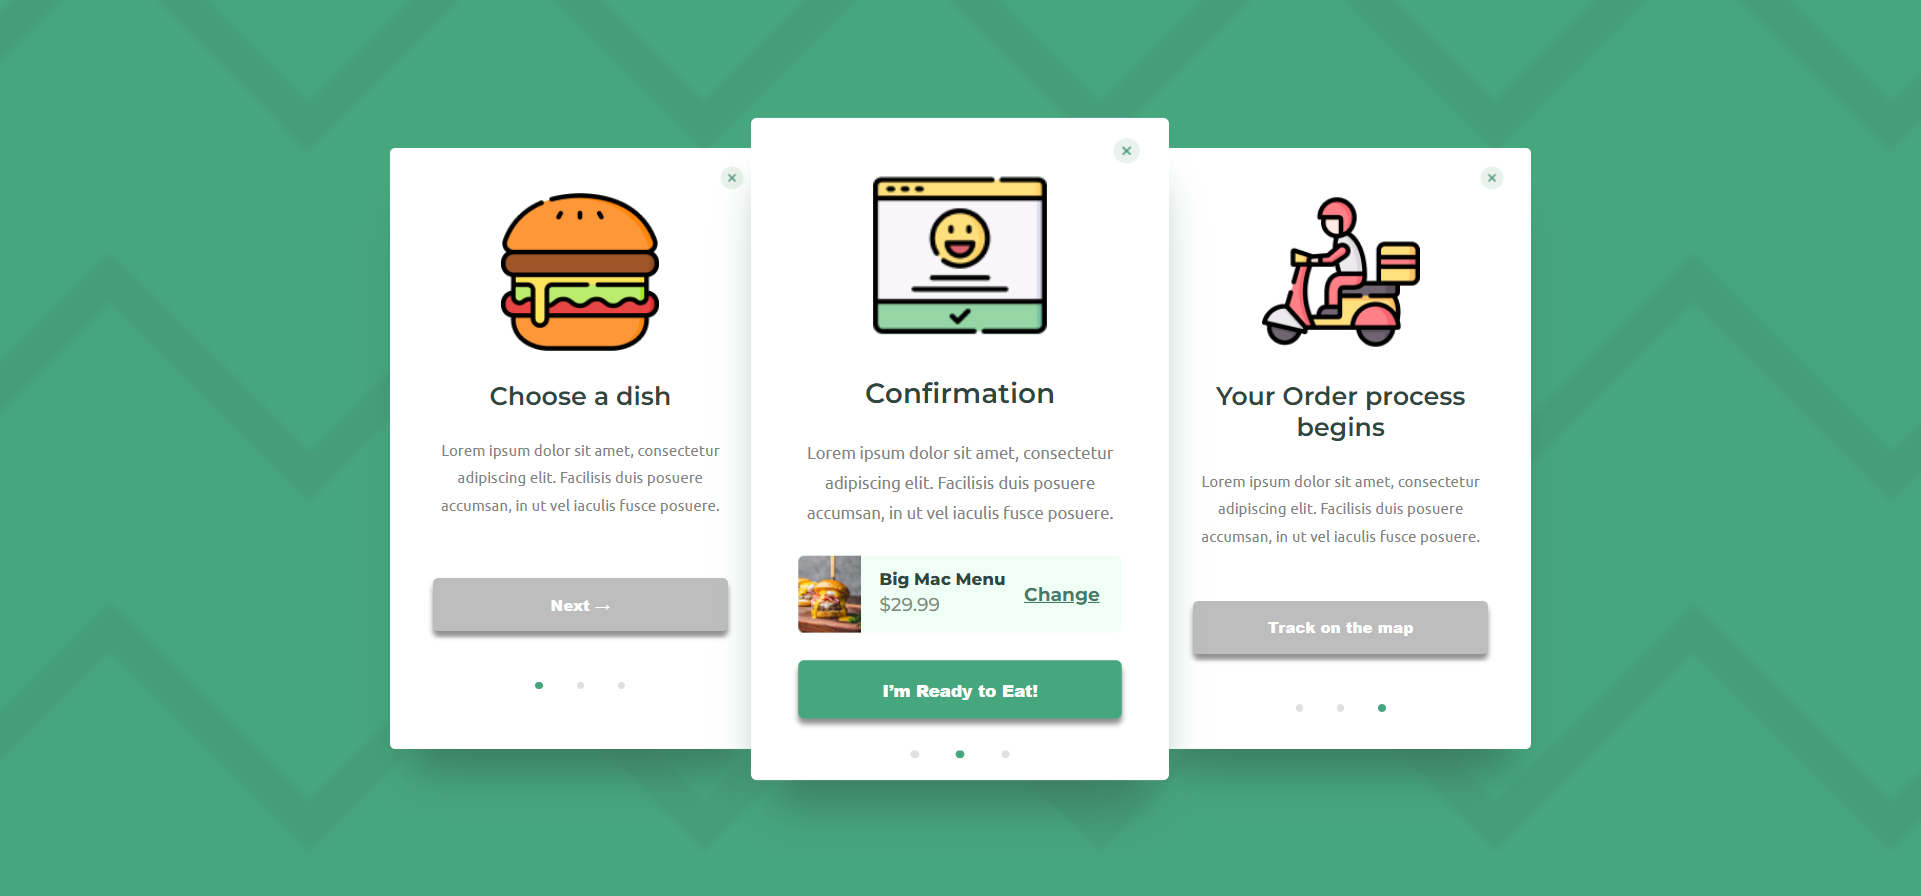 Choose a dish
Lorem ipsum dolor sit amet, consectetur
adipiscing elit. Facilisis duis posuere
accumsan, in ut vel iaculis fusce posuere.
Next →
Confirmation
Lorem ipsum dolor sit amet, consectetur
adipiscing elit. Facilisis duis posuere
accumsan, in ut vel iaculis fusce posuere.
Big Mac Menu
$29.99
Change
I’m Ready to Eat!
Your Order process
begins
Lorem ipsum dolor sit amet, consectetur
adipiscing elit. Facilisis duis posuere
accumsan, in ut vel iaculis fusce posuere.
Track on the map